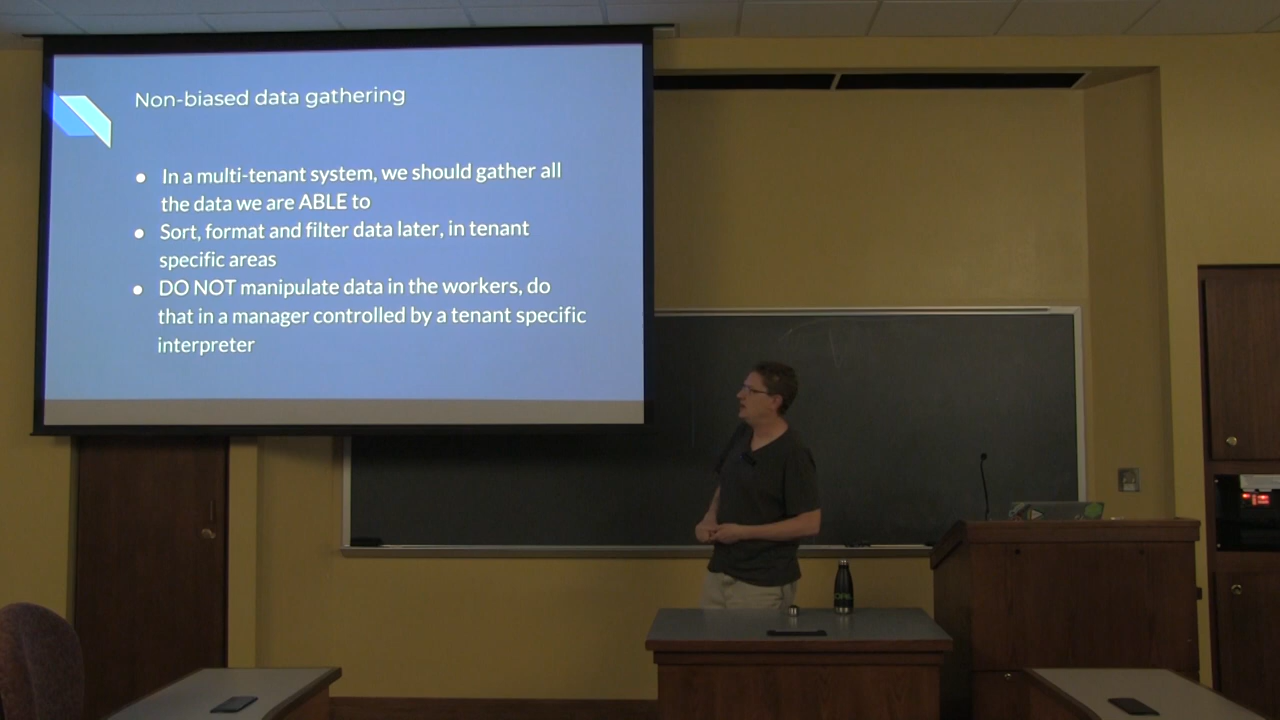 Non-biased data gathering
● In a multi-tenant system, we should gather all
the data we are ABLE to
● Sort, format and filter data later, in tenant
specific areas
● DO NOT manipulate data in the workers, do
that in a manager controlled by a tenant specific
interpreter